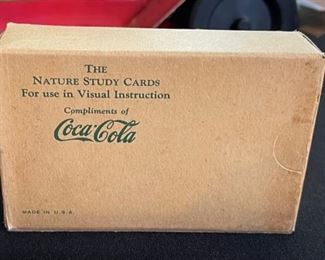 THE
NATURE STUDY CARDS
For use in Visual Instruction
Compliments of
Coca-Cola
MADE IN U.S.A.